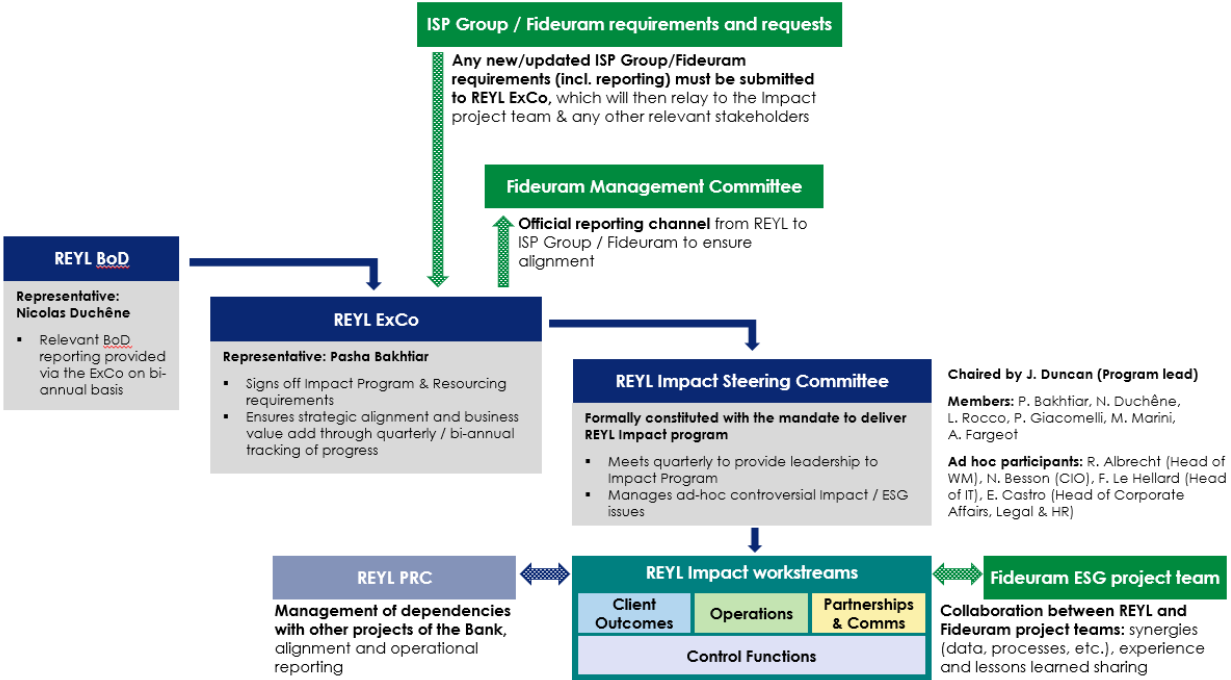 ISP Group / Fideuram requirements and requests
Any new/updated ISP Group/Fideuram
requirements (incl. reporting) must be submitted
to REYL ExCo, which will then relay to the Impact
project team & any other relevant stakeholders
Fideuram Management Committee
Official reporting channel from REYL to
ISP Group / Fideuram to ensure
alignment
REYL BoD
Representative:
Nicolas Duchêne
▪ Relevant BoD
reporting provided
via the ExCo on bi-
annual basis
REYL ExCo
Representative: Pasha Bakhtiar
▪ Signs off Impact Program & Resourcing
requirements
▪ Ensures strategic alignment and business
value add through quarterly / bi-annual
tracking of progress
REYL Impact Steering Committee
Formally constituted with the mandate to deliver
REYL Impact program
▪ Meets quarterly to provide leadership to
Impact Program
▪ Manages ad-hoc controversial Impact / ESG
issues
Chaired by J. Duncan (Program lead)
Members: P. Bakhtiar, N. Duchêne,
L. Rocco, P. Giacomelli, M. Marini,
A. Fargeot
Ad hoc participants: R. Albrecht (Head of
WM), N. Besson (CIO), F. Le Hellard (Head
of IT), E. Castro (Head of Corporate
Affairs, Legal & HR)
REYL PRC
Management of dependencies
with other projects of the Bank,
alignment and operational
reporting
REYL Impact workstreams
Client
Outcomes
Operations
Partnerships
& Comms
Control Functions
Fideuram ESG project team
Collaboration between REYL and
Fideuram project teams: synergies
(data, processes, etc.), experience
and lessons learned sharing